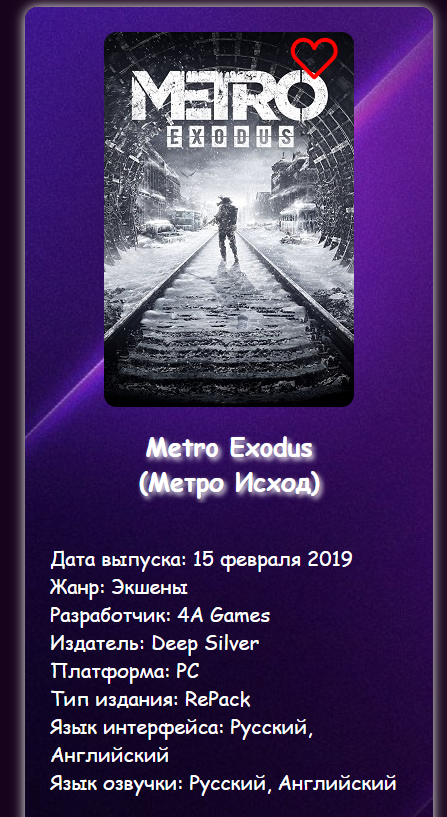 METRO
EXODUS
Metro Exodus
(Метро Исход)
Дата выпуска: 15 февраля 2019
Жанр: Экшены
Разработчик: 4A Games
Издатель: Deep Silver
Платформа: PC
Тип издания: RePack
Язык интерфейса: Русский,
Английский
Язык озвучки: Русский, Английский